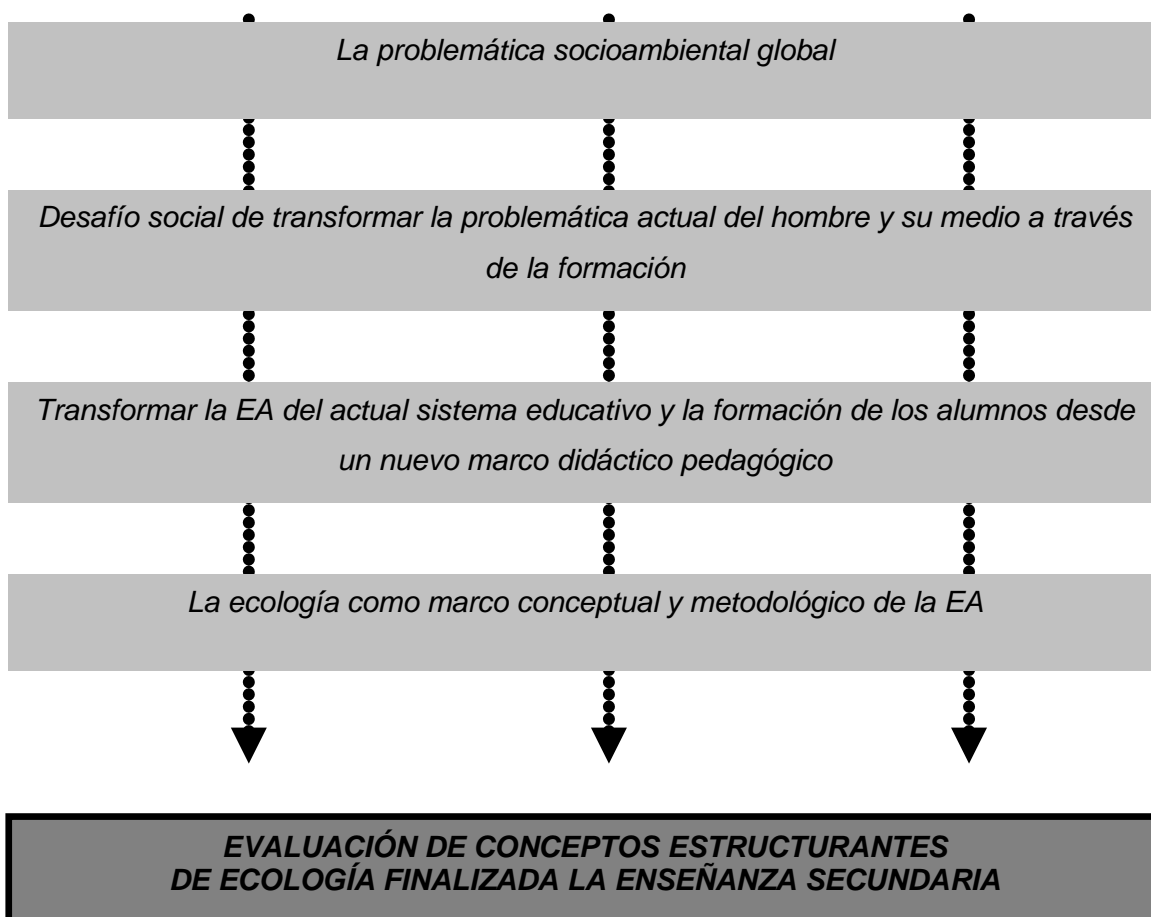 La problemática socioambiental global
Desafío social de transformar la problemática actual del hombre y su medio a través
de la formación
Transformar la EA del actual sistema educativo y la formación de los alumnos desde
un nuevo marco didáctico pedagógico
La ecología como marco conceptual y metodológico de la EA
EVALUACIÓN DE CONCEPTOS ESTRUCTURANTES
DE ECOLOGÍA FINALIZADA LA ENSEÑANZA SECUNDARIA